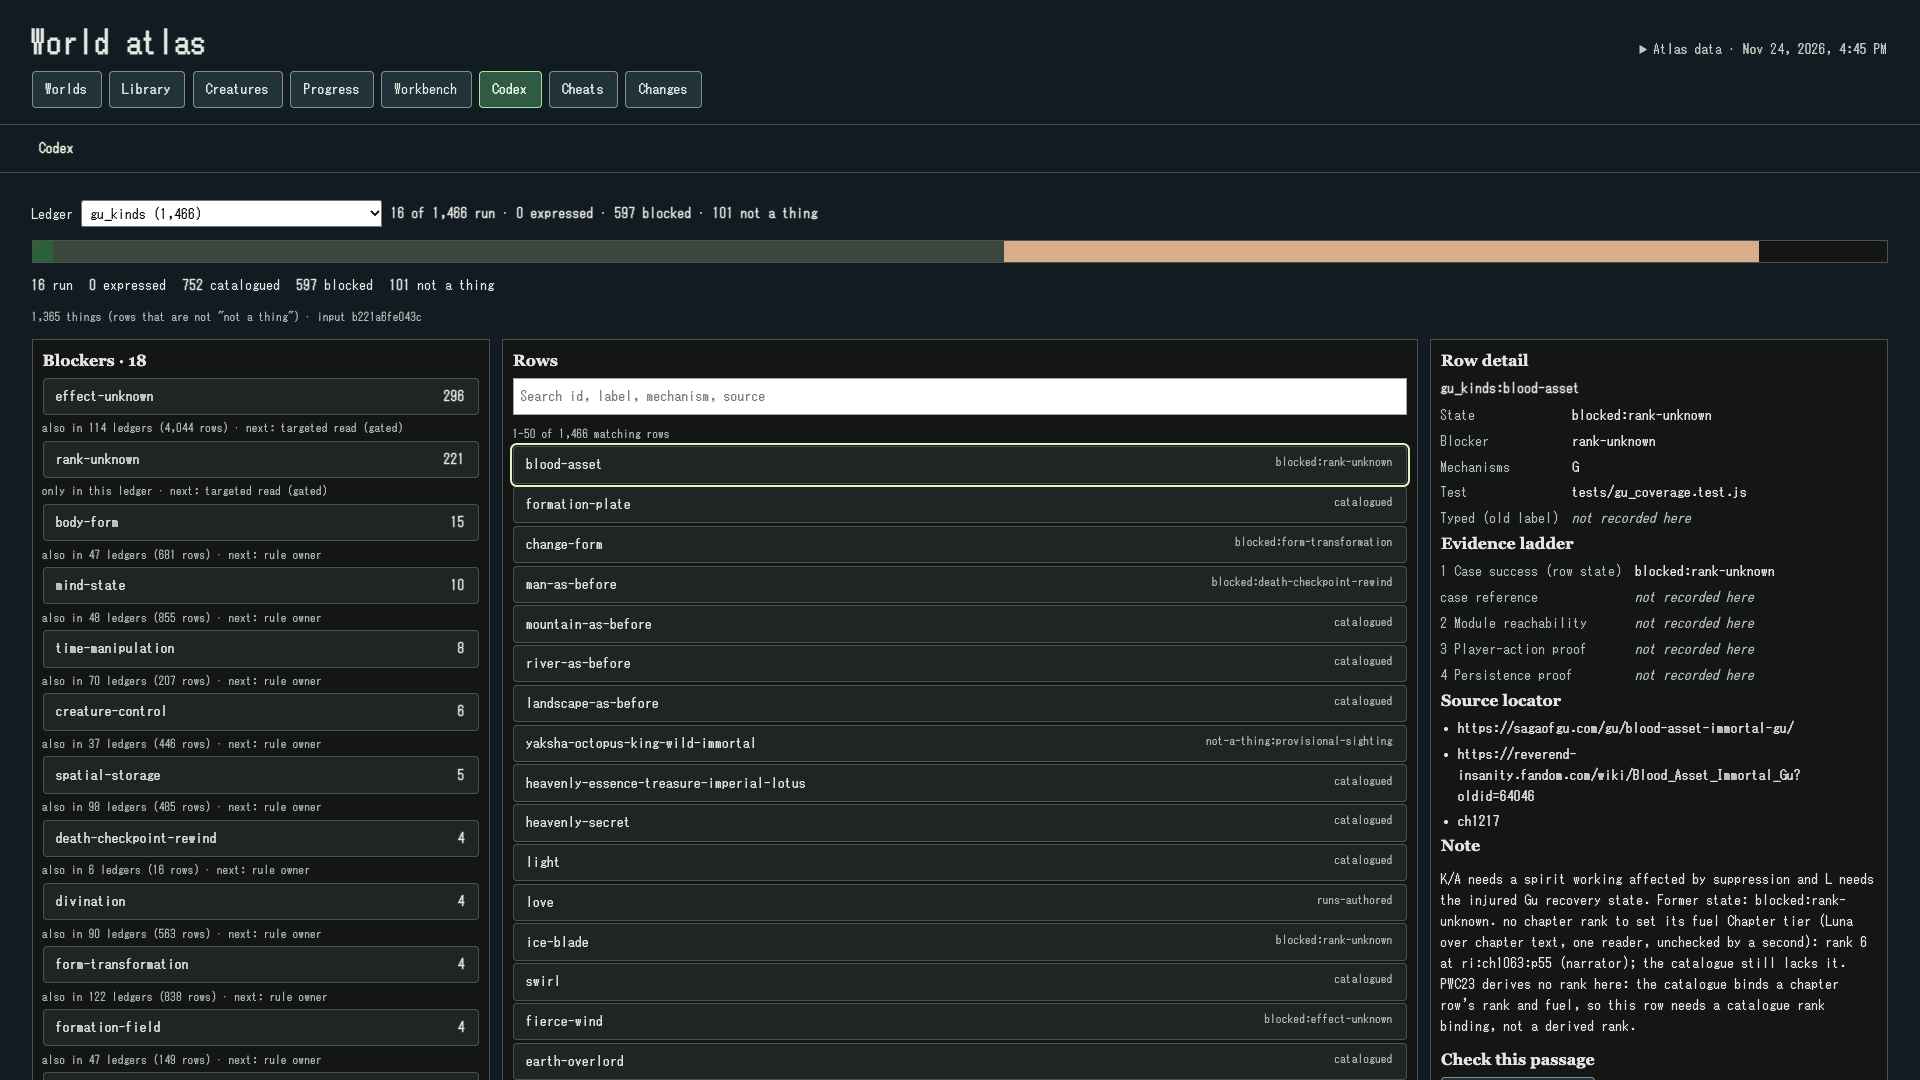 World atlas
▶ Atlas data · Nov 24, 2026, 4:45 PM
Worlds
Library
Creatures
Progress
Workbench
Codex
Cheats
Changes
Codex
Ledger
gu_kinds (1,466)
16 of 1,466 run · 0 expressed · 597 blocked · 101 not a thing
16 run 0 expressed 752 catalogued 597 blocked 101 not a thing
1,365 things (rows that are not "not a thing") · input b221a8fe043c
Blockers · 18
effect-unknown 296
also in 114 ledgers (4,044 rows) · next: targeted read (gated)
rank-unknown 221
only in this ledger · next: targeted read (gated)
body-form 15
also in 47 ledgers (681 rows) · next: rule owner
mind-state 10
also in 48 ledgers (855 rows) · next: rule owner
time-manipulation 8
also in 70 ledgers (207 rows) · next: rule owner
creature-control 6
also in 37 ledgers (446 rows) · next: rule owner
spatial-storage 5
also in 98 ledgers (485 rows) · next: rule owner
death-checkpoint-rewind 4
also in 6 ledgers (16 rows) · next: rule owner
divination 4
also in 90 ledgers (563 rows) · next: rule owner
form-transformation 4
also in 122 ledgers (838 rows) · next: rule owner
formation-field 4
also in 47 ledgers (149 rows) · next: rule owner
Rows
Search id, label, mechanism, source
1-50 of 1,466 matching rows
blood-asset blocked:rank-unknown
formation-plate catalogued
change-form blocked:form-transformation
man-as-before blocked:death-checkpoint-rewind
mountain-as-before catalogued
river-as-before catalogued
landscape-as-before catalogued
yaksha-octopus-king-wild-immortal not-a-thing:provisional-sighting
heavenly-essence-treasure-imperial-lotus catalogued
heavenly-secret catalogued
light catalogued
love runs-authored
ice-blade blocked:rank-unknown
swirl catalogued
fierce-wind blocked:effect-unknown
earth-overlord catalogued
Row detail
gu_kinds:blood-asset
State blocked:rank-unknown
Blocker rank-unknown
Mechanisms G
Test tests/gu_coverage.test.js
Typed (old label) not recorded here
Evidence ladder
1 Case success (row state) blocked:rank-unknown
case reference not recorded here
2 Module reachability not recorded here
3 Player-action proof not recorded here
4 Persistence proof not recorded here
Source locator
• https://sagaofgu.com/gu/blood-asset-immortal-gu/
• https://reverend-
insanity.fandom.com/wiki/Blood_Asset_Immortal_Gu?
oldid=64046
• ch1217
Note
K/A needs a spirit working affected by suppression and L needs
the injured Gu recovery state. Former state: blocked:rank-
unknown. no chapter rank to set its fuel Chapter tier (Luna
over chapter text, one reader, unchecked by a second): rank 6
at ri:ch1063:p55 (narrator); the catalogue still lacks it.
PWC23 derives no rank here: the catalogue binds a chapter
row's rank and fuel, so this row needs a catalogue rank
binding, not a derived rank.
Check this passage